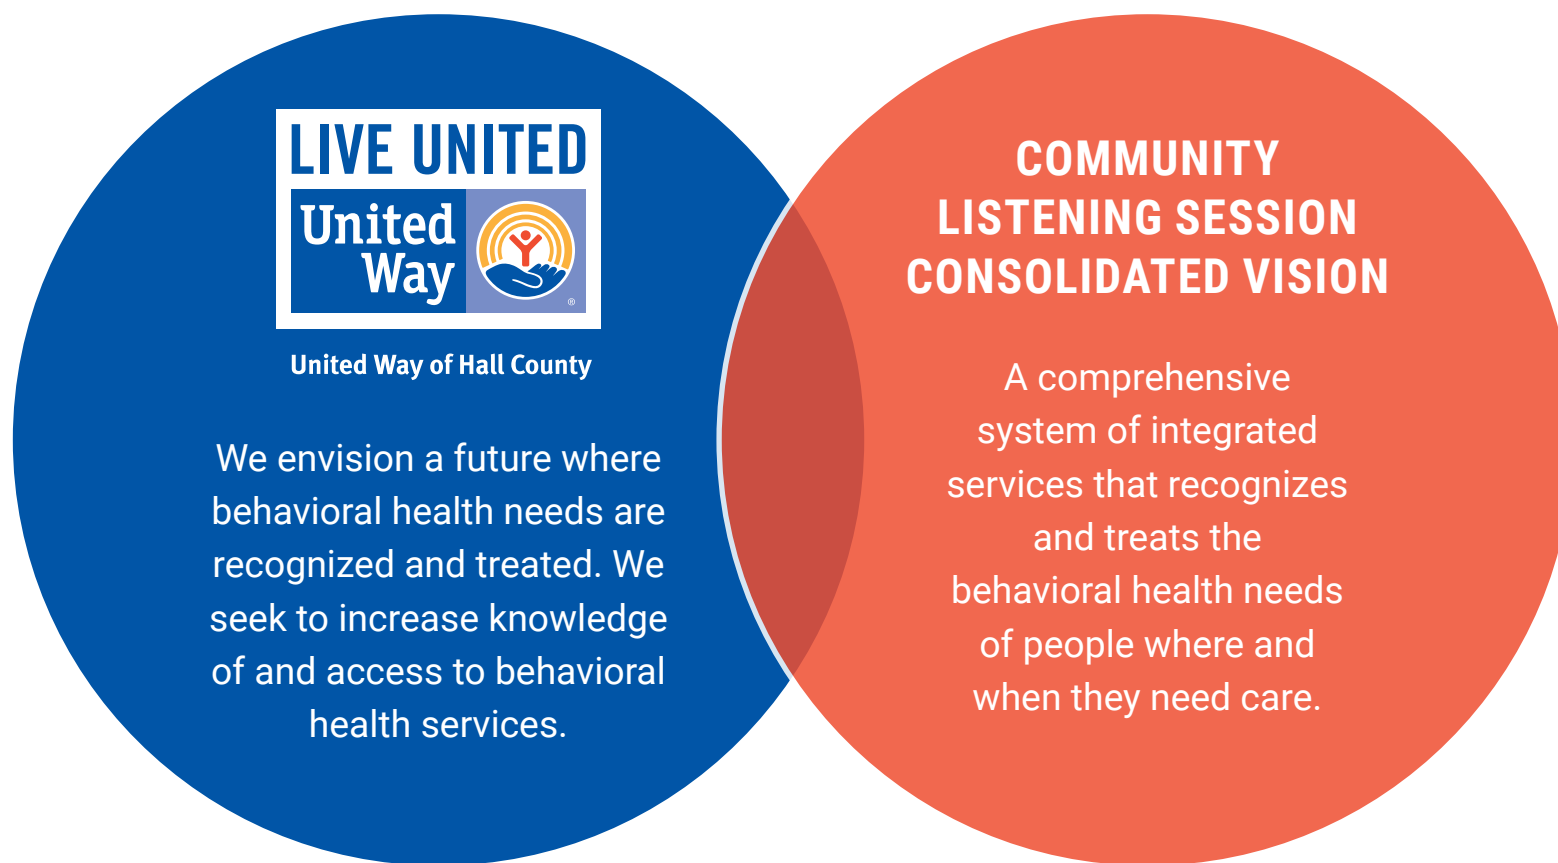 LIVE UNITED
United
Way
®
United Way of Hall County
We envision a future where
behavioral health needs are
recognized and treated. We
seek to increase knowledge
of and access to behavioral
health services.
COMMUNITY
LISTENING SESSION
CONSOLIDATED VISION
A comprehensive
system of integrated
services that recognizes
and treats the
behavioral health needs
of people where and
when they need care.